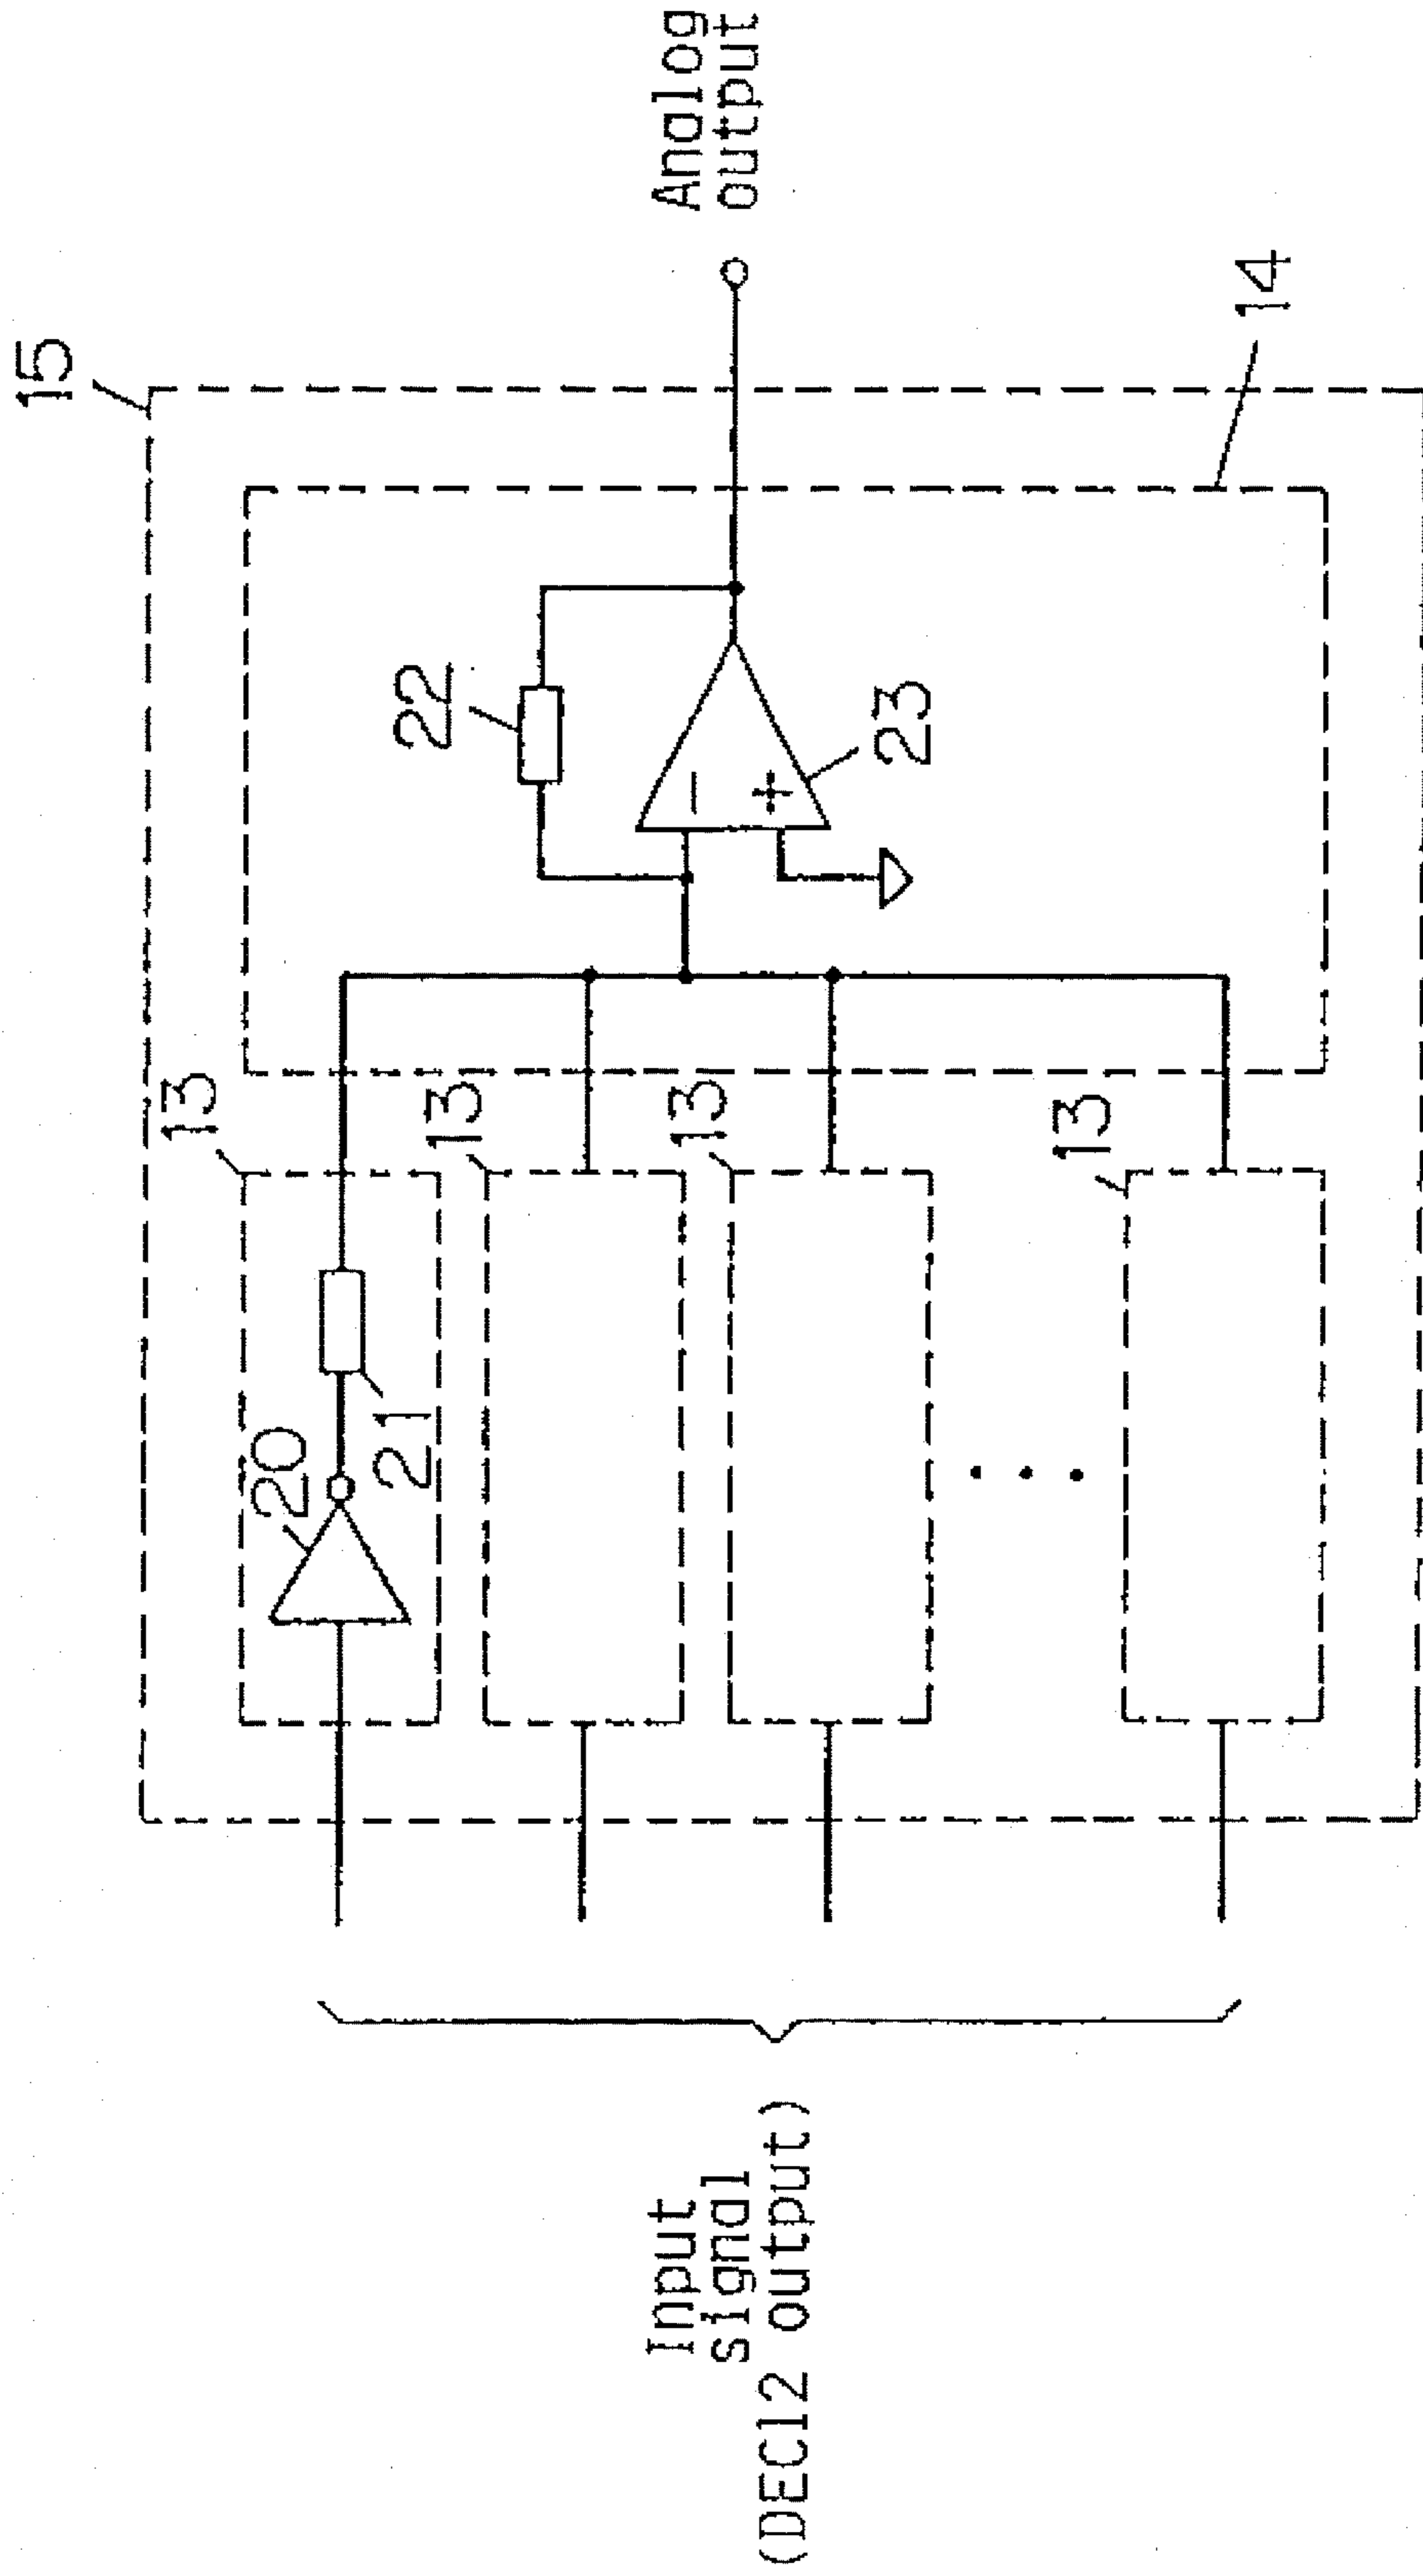 15
13
20
21
13
13
13
22
－
＋
23
14
Input
signal
(DEC12 output)
Analog
output